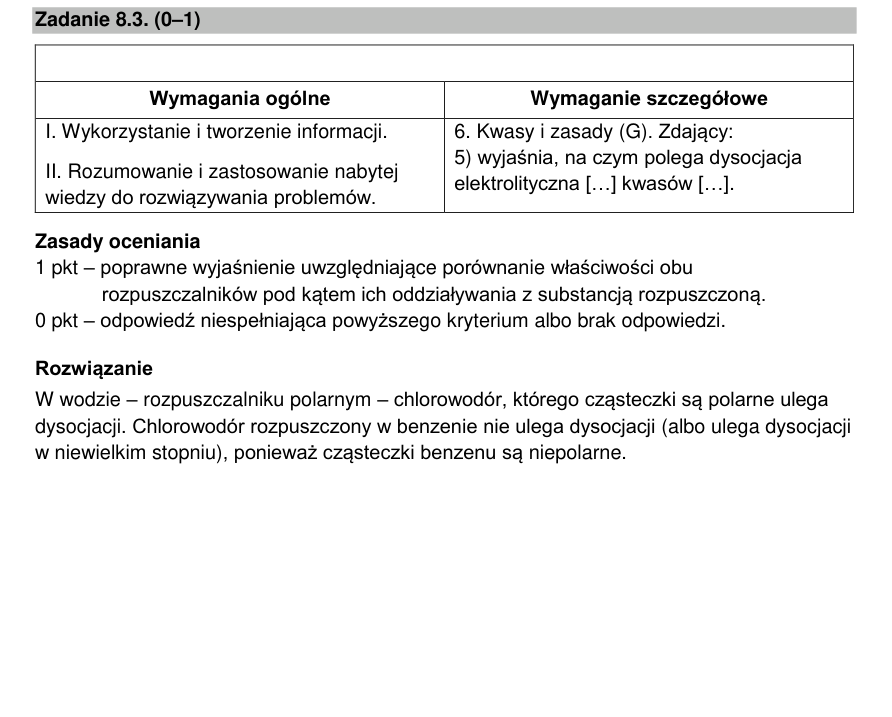 Zadanie 8.3. (0–1)
Wymagania ogólne
Wymaganie szczegółowe
I. Wykorzystanie i tworzenie informacji.
II. Rozumowanie i zastosowanie nabytej
wiedzy do rozwiązywania problemów.
6. Kwasy i zasady (G). Zdający:
5) wyjaśnia, na czym polega dysocjacja
elektrolityczna […] kwasów […].
Zasady oceniania
1 pkt – poprawne wyjaśnienie uwzględniające porównanie właściwości obu
rozpuszczalników pod kątem ich oddziaływania z substancją rozpuszczoną.
0 pkt – odpowiedź niespełniająca powyższego kryterium albo brak odpowiedzi.
Rozwiązanie
W wodzie – rozpuszczalniku polarnym – chlorowodór, którego cząsteczki są polarne ulega
dysocjacji. Chlorowodór rozpuszczony w benzenie nie ulega dysocjacji (albo ulega dysocjacji
w niewielkim stopniu), ponieważ cząsteczki benzenu są niepolarne.